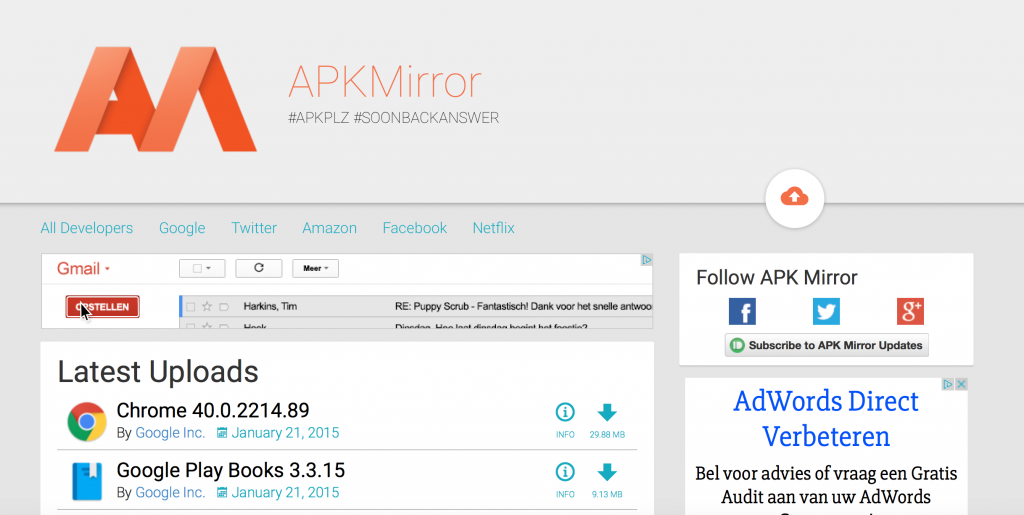 APKMirror
#APKPLZ #SOONBACKANSWER
All Developers Google Twitter Amazon Facebook Netflix
Gmail
Meer
OPSTELLEN
Harkins, Tim RE: Puppy Scrub - Fantastisch! Dank voor het snelle antwoo
Hook Dinsdag. Hoe laat dinsdag begint het feestje?
Latest Uploads
Chrome 40.0.2214.89
By Google Inc. January 21, 2015
INFO 29.88 MB
Google Play Books 3.3.15
By Google Inc. January 21, 2015
INFO 9.13 MB
Follow APK Mirror
Subscribe to APK Mirror Updates
AdWords Direct
Verbeteren
Bel voor advies of vraag een Gratis
Audit aan van uw AdWords